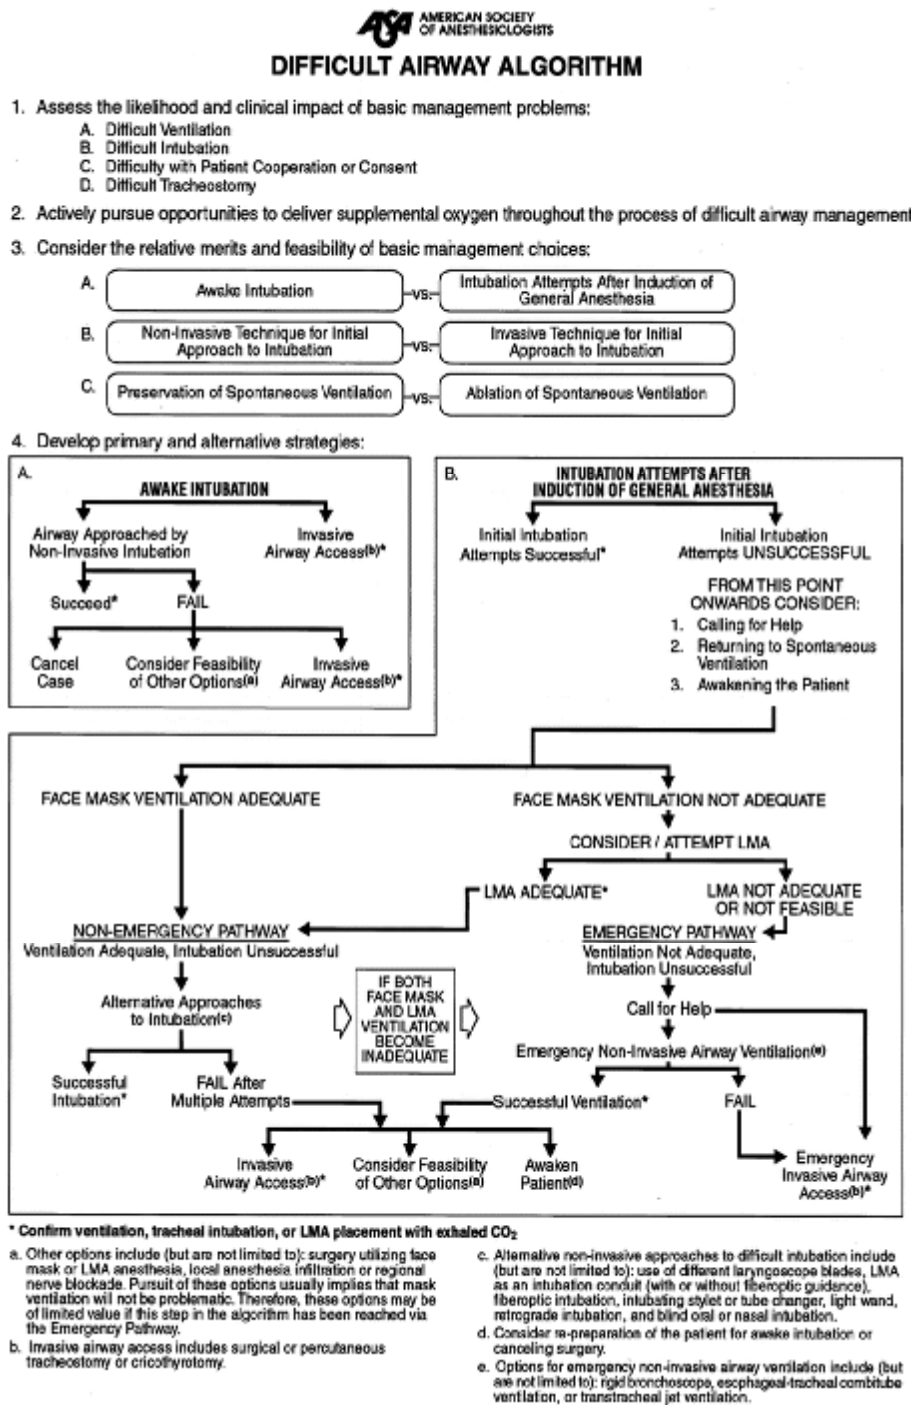 ASA AMERICAN SOCIETY
OF ANESTHESIOLOGISTS
DIFFICULT AIRWAY ALGORITHM
1. Assess the likelihood and clinical impact of basic management problems:
A. Difficult Ventilation
B. Difficult Intubation
C. Difficulty with Patient Cooperation or Consent
D. Difficult Tracheostomy
2. Actively pursue opportunities to deliver supplemental oxygen throughout the process of difficult airway management
3. Consider the relative merits and feasibility of basic management choices:
A. Awake Intubation -vs.- Intubation Attempts After Induction of
General Anesthesia
B. Non-Invasive Technique for Initial
Approach to Intubation -vs.- Invasive Technique for Initial
Approach to Intubation
C. Preservation of Spontaneous Ventilation -vs.- Ablation of Spontaneous Ventilation
4. Develop primary and alternative strategies:
A.
AWAKE INTUBATION
Airway Approached by
Non-Invasive Intubation
Invasive
Airway Access(b)*
Succeed*
FAIL
Cancel
Case
Consider Feasibility
of Other Options(a)
Invasive
Airway Access(b)*
B.
INTUBATION ATTEMPTS AFTER
INDUCTION OF GENERAL ANESTHESIA
Initial Intubation
Attempts Successful*
Initial Intubation
Attempts UNSUCCESSFUL
FROM THIS POINT
ONWARDS CONSIDER:
1. Calling for Help
2. Returning to Spontaneous
Ventilation
3. Awakening the Patient
FACE MASK VENTILATION ADEQUATE
FACE MASK VENTILATION NOT ADEQUATE
CONSIDER / ATTEMPT LMA
LMA ADEQUATE*
LMA NOT ADEQUATE
OR NOT FEASIBLE
NON-EMERGENCY PATHWAY
Ventilation Adequate, Intubation Unsuccessful
EMERGENCY PATHWAY
Ventilation Not Adequate,
Intubation Unsuccessful
Alternative Approaches
to Intubation(c)
IF BOTH
FACE MASK
AND LMA
VENTILATION
BECOME
INADEQUATE
Call for Help
Emergency Non-Invasive Airway Ventilation(e)
Successful
Intubation*
FAIL After
Multiple Attempts
Successful Ventilation*
FAIL
Invasive
Airway Access(b)*
Consider Feasibility
of Other Options(a)
Awaken
Patient(d)
Emergency
Invasive Airway
Access(b)*
* Confirm ventilation, tracheal intubation, or LMA placement with exhaled CO2
a. Other options include (but are not limited to): surgery utilizing face
mask or LMA anesthesia, local anesthesia infiltration or regional
nerve blockade. Pursuit of these options usually implies that mask
ventilation will not be problematic. Therefore, these options may be
of limited value if this step in the algorithm has been reached via
the Emergency Pathway.
b. Invasive airway access includes surgical or percutaneous
tracheostomy or cricothyrotomy.
c. Alternative non-invasive approaches to difficult intubation include
(but are not limited to): use of different laryngoscope blades, LMA
as an intubation conduit (with or without fiberoptic guidance),
fiberoptic intubation, intubating stylet or tube changer, light wand,
retrograde intubation, and blind oral or nasal intubation.
d. Consider re-preparation of the patient for awake intubation or
canceling surgery.
e. Options for emergency non-invasive airway ventilation include (but
are not limited to): rigid bronchoscope, esophageal-tracheal combitube
ventilation, or transtracheal jet ventilation.